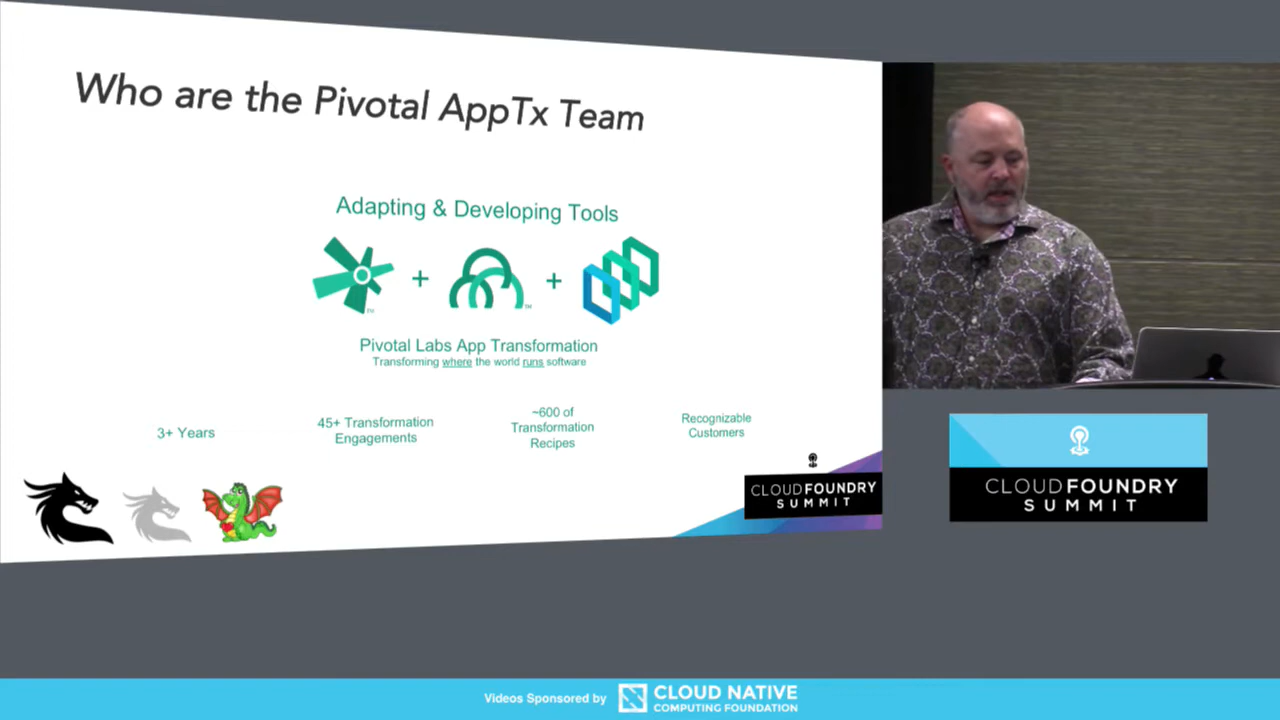 Who are the Pivotal AppTx Team
Adapting & Developing Tools
+
+
TM
TM
Pivotal Labs App Transformation
Transforming where the world runs software
3+ Years
45+ Transformation
Engagements
~600 of
Transformation
Recipes
Recognizable
Customers
CLOUDFOUNDRY
SUMMIT
CLOUDFOUNDRY
SUMMIT
Videos Sponsored by
CLOUD NATIVE
COMPUTING FOUNDATION